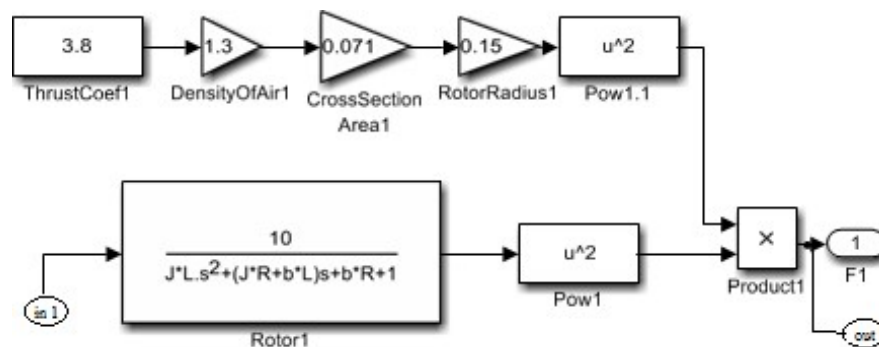 3.8
ThrustCoef1
1.3
DensityOfAir1
0.071
CrossSection
Area1
0.15
RotorRadius1
u^2
Pow1.1
in 1
10
J*L.s2+(J*R+b*L)s+b*R+1
Rotor1
u^2
Pow1
×
Product1
1
F1
out